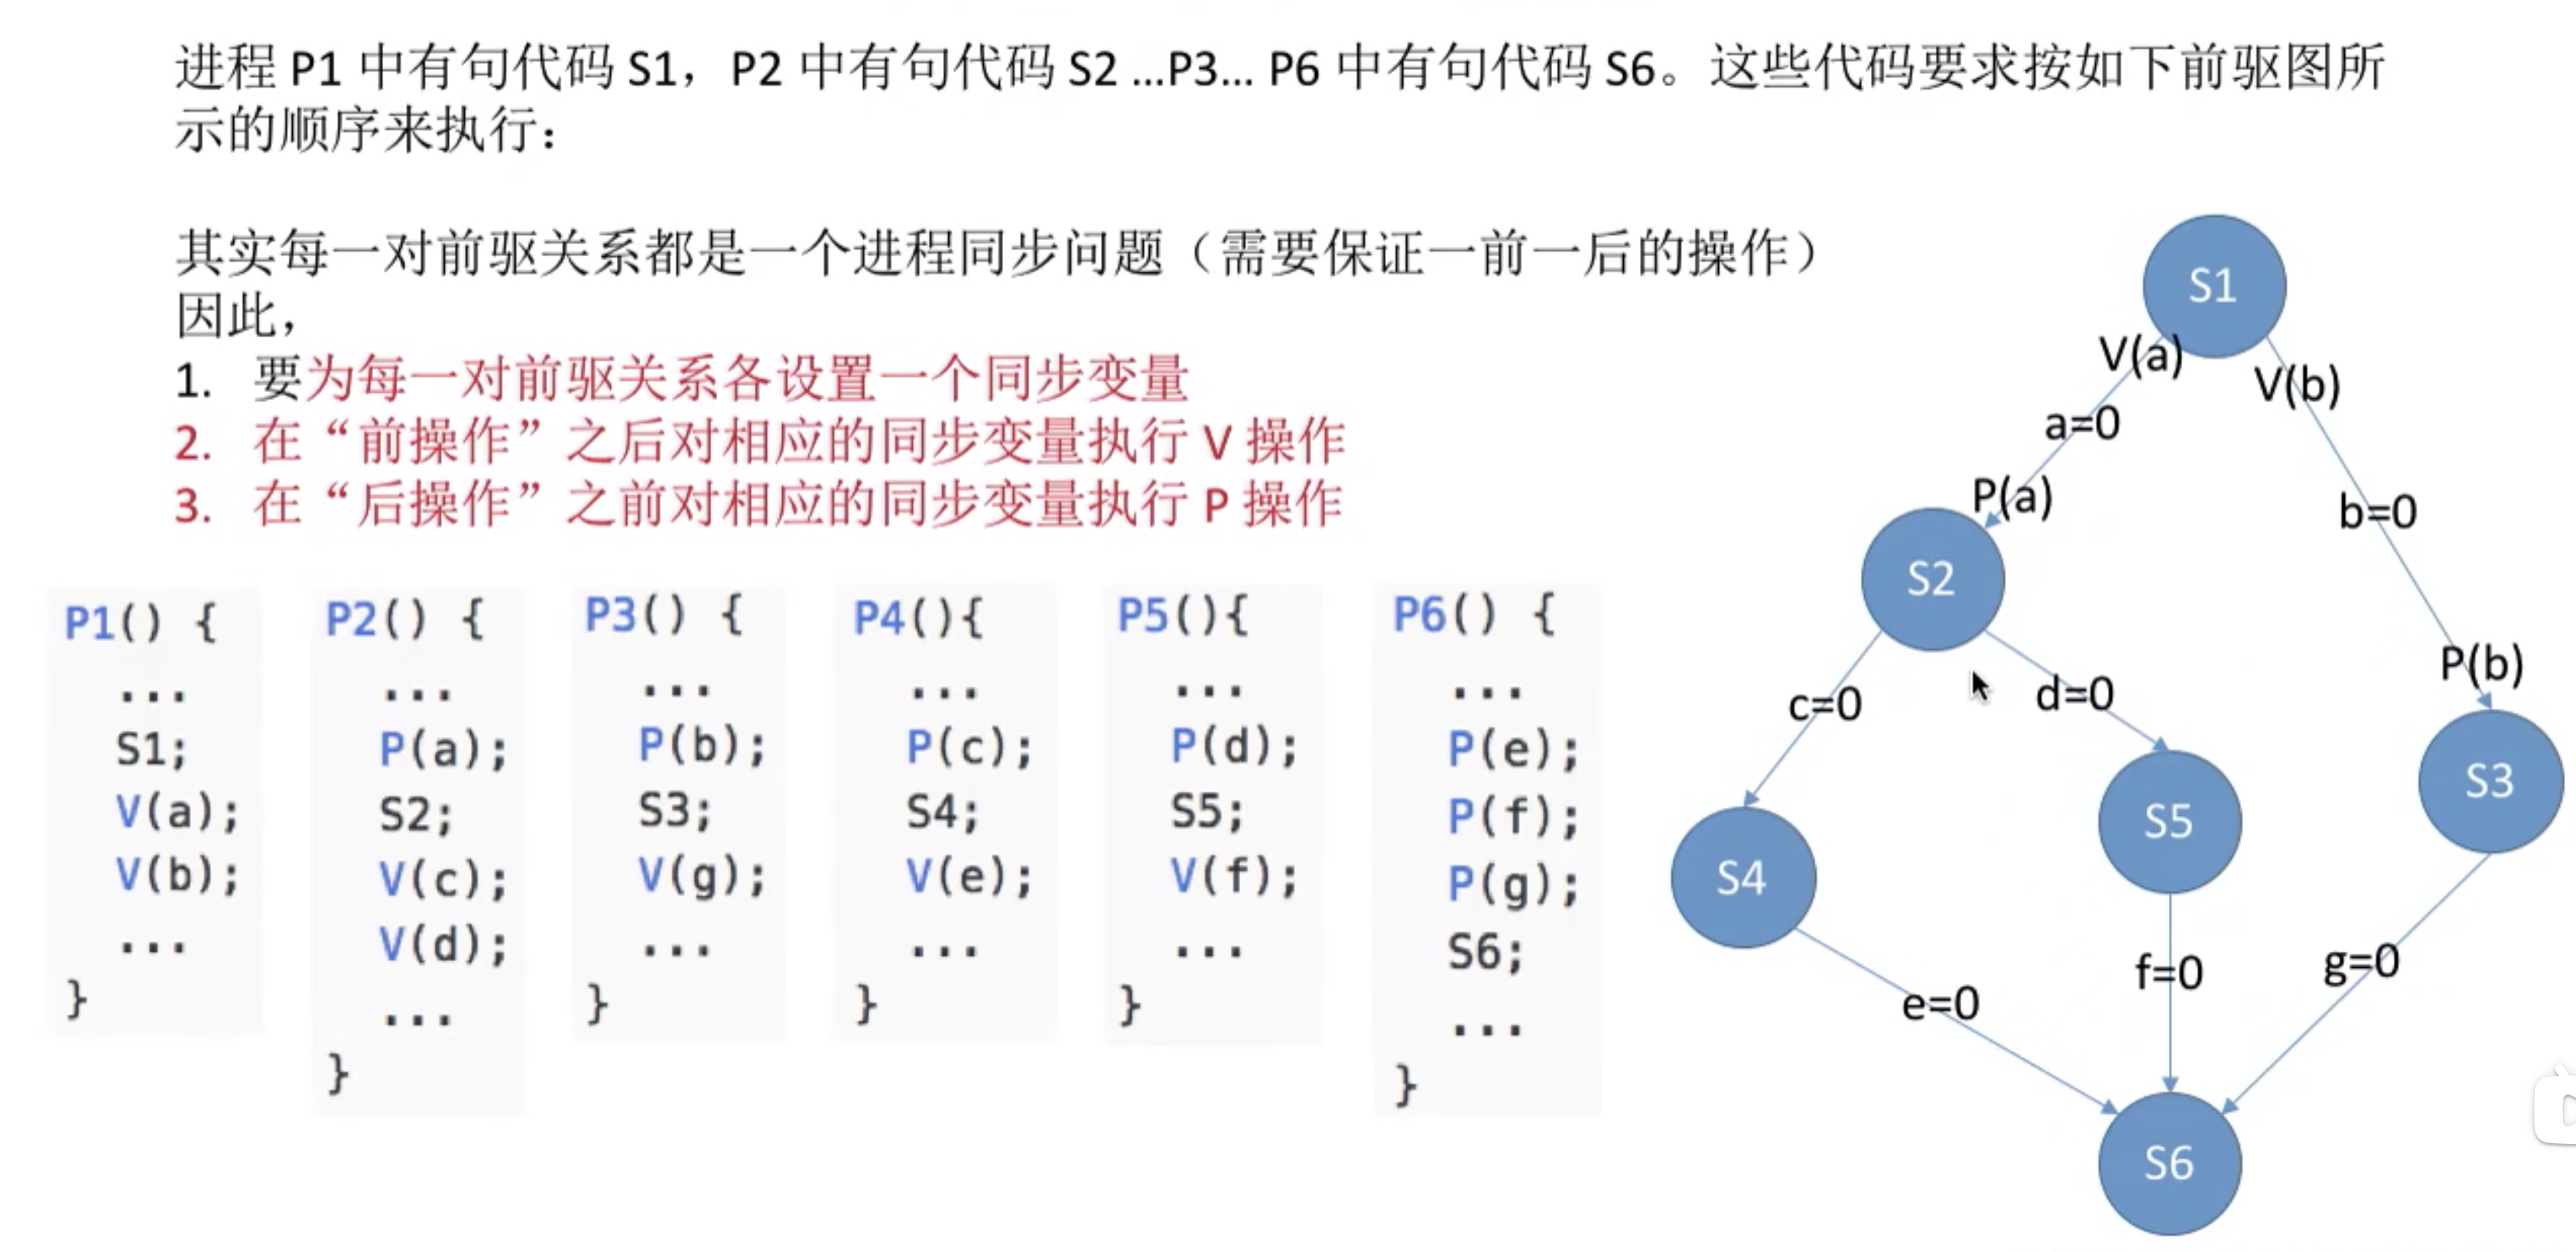 进程 P1 中有句代码 S1，P2 中有句代码 S2 ...P3... P6 中有句代码 S6。这些代码要求按如下前驱图所
示的顺序来执行：
其实每一对前驱关系都是一个进程同步问题（需要保证一前一后的操作）
因此，
1. 要为每一对前驱关系各设置一个同步变量
2. 在“前操作”之后对相应的同步变量执行 V 操作
3. 在“后操作”之前对相应的同步变量执行 P 操作
P1() {
...
S1;
V(a);
V(b);
...
}
P2() {
...
P(a);
S2;
V(c);
V(d);
...
}
P3() {
...
P(b);
S3;
V(g);
...
}
P4(){
...
P(c);
S4;
V(e);
...
}
P5(){
...
P(d);
S5;
V(f);
...
}
P6() {
...
P(e);
P(f);
P(g);
S6;
...
}
S1
V(a)
V(b)
a=0
P(a)
b=0
S2
P(b)
c=0
d=0
S3
S5
S4
f=0
g=0
e=0
S6